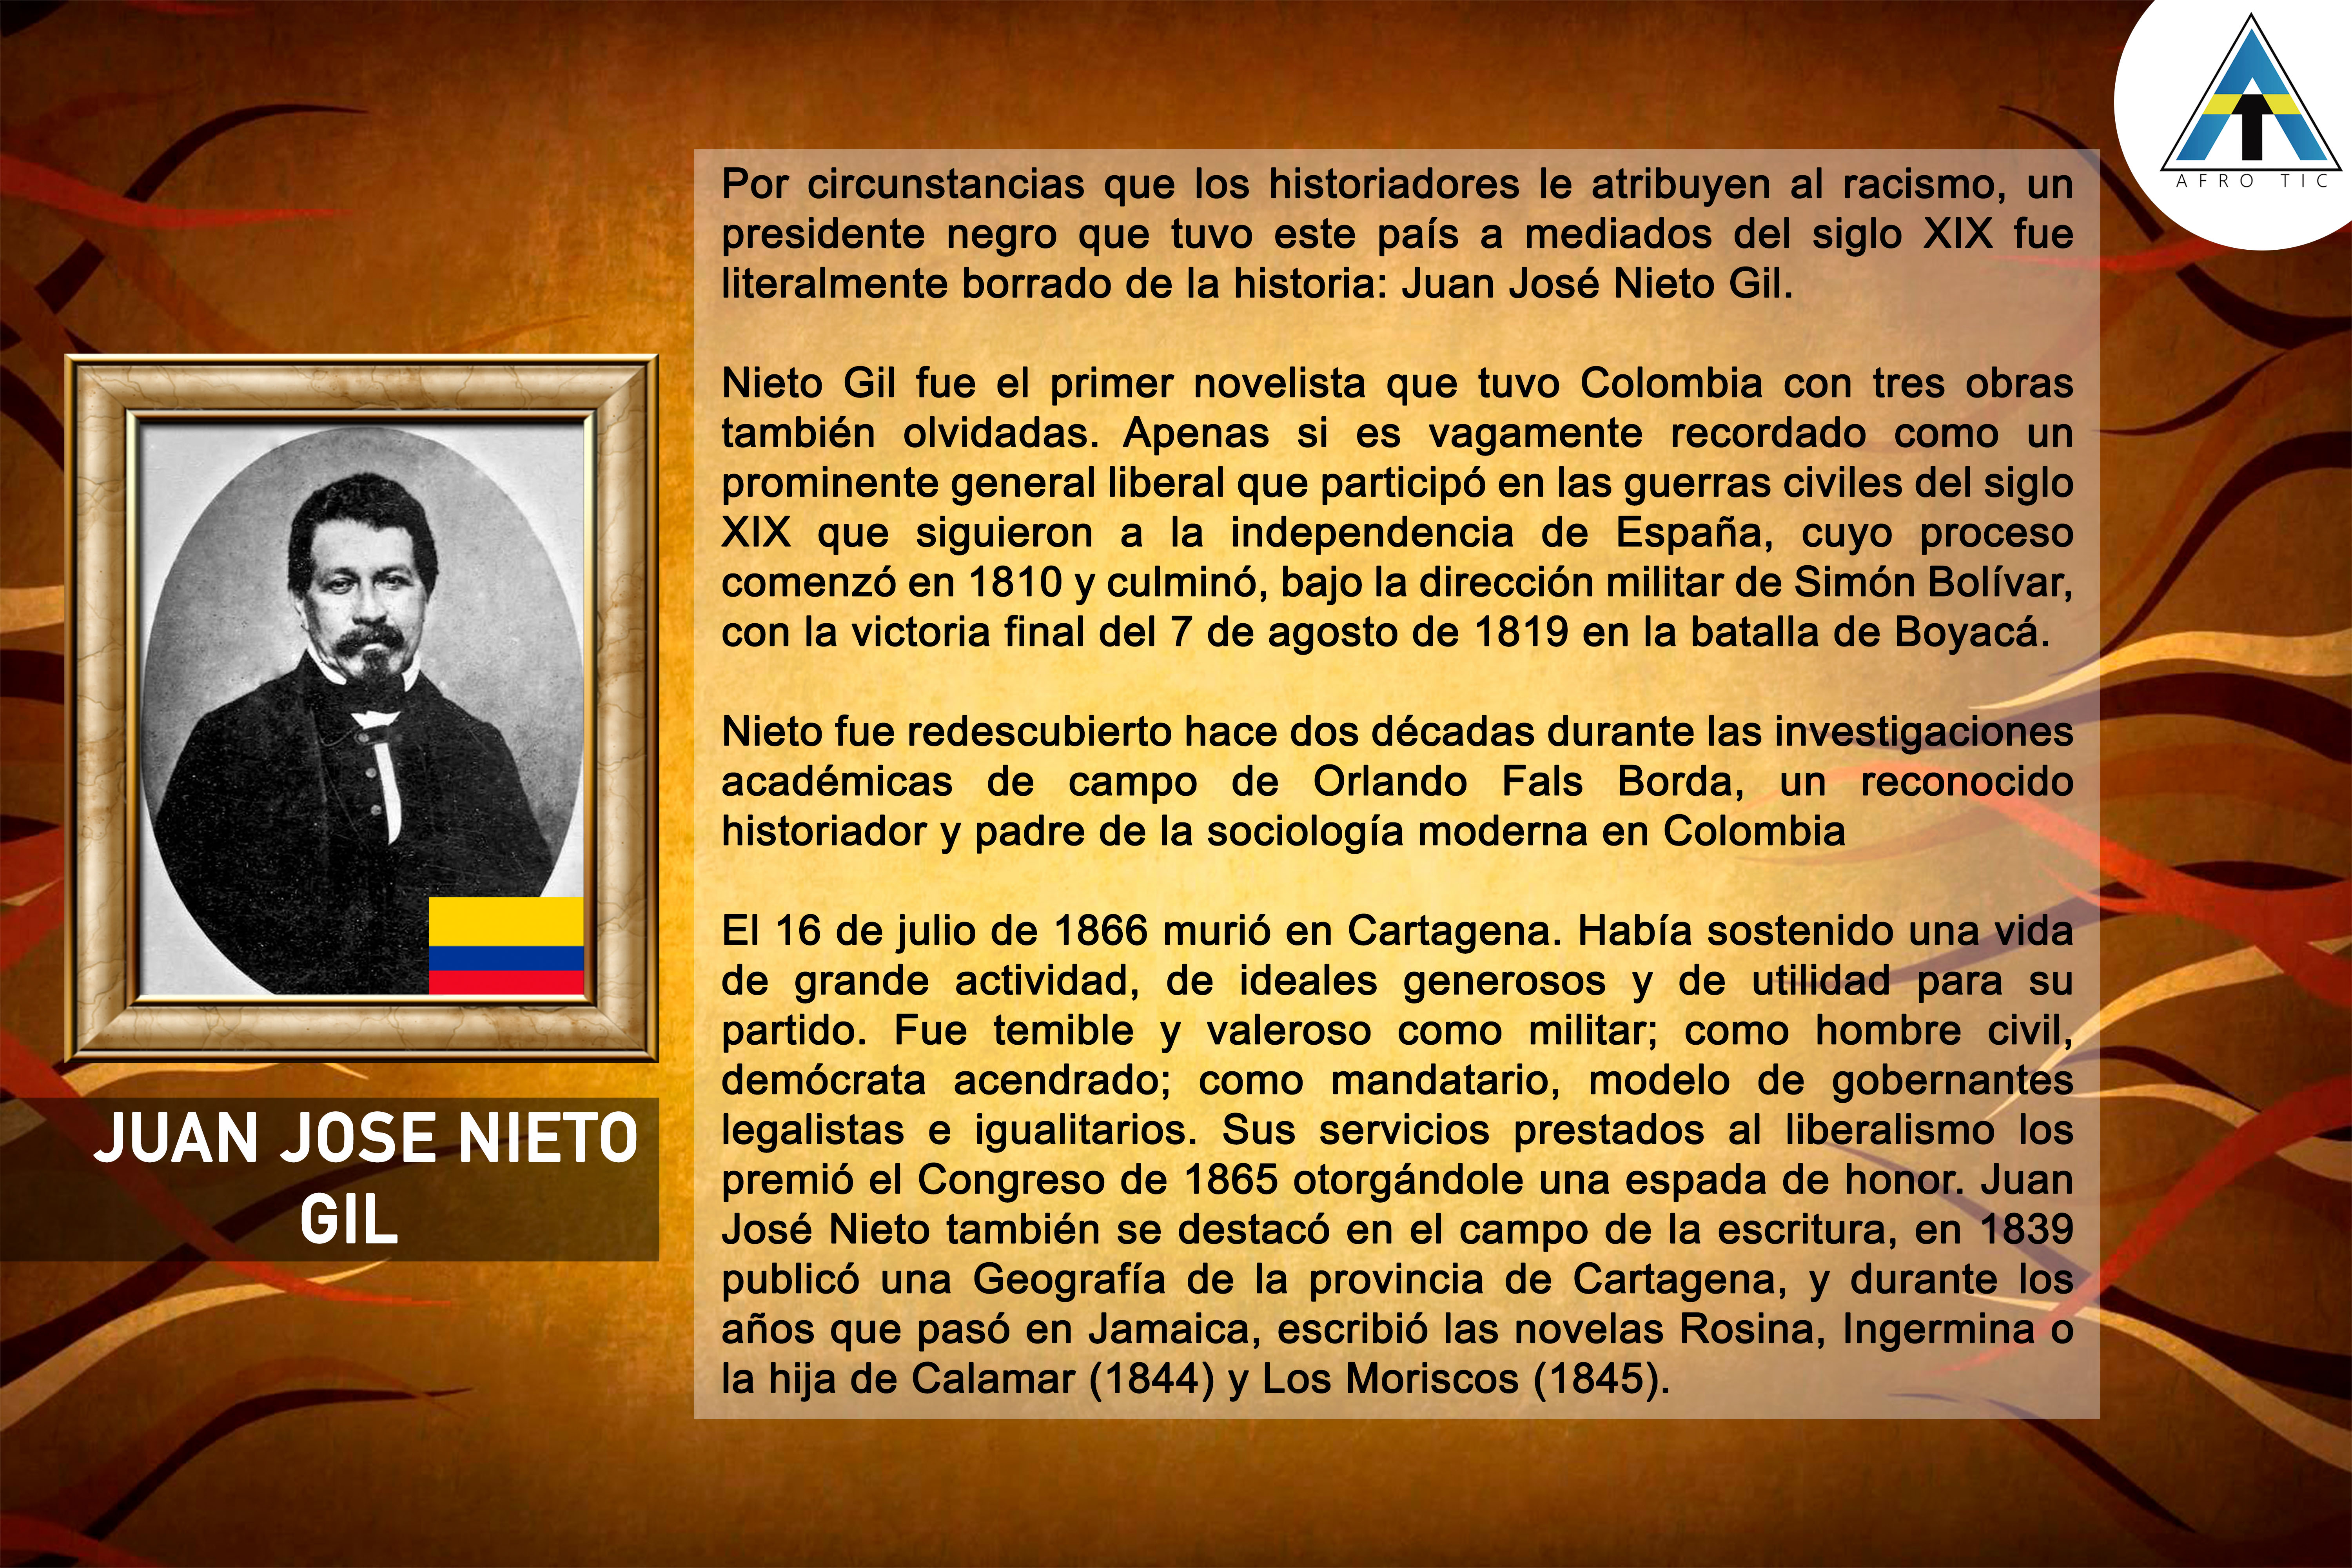 AFRO TIC
Por circunstancias que los historiadores le atribuyen al racismo, un
presidente negro que tuvo este país a mediados del siglo XIX fue
literalmente borrado de la historia: Juan José Nieto Gil.
Nieto Gil fue el primer novelista que tuvo Colombia con tres obras
también olvidadas. Apenas si es vagamente recordado como un
prominente general liberal que participó en las guerras civiles del siglo
XIX que siguieron a la independencia de España, cuyo proceso
comenzó en 1810 y culminó, bajo la dirección militar de Simón Bolívar,
con la victoria final del 7 de agosto de 1819 en la batalla de Boyacá.
Nieto fue redescubierto hace dos décadas durante las investigaciones
académicas de campo de Orlando Fals Borda, un reconocido
historiador y padre de la sociología moderna en Colombia
El 16 de julio de 1866 murió en Cartagena. Había sostenido una vida
de grande actividad, de ideales generosos y de utilidad para su
partido. Fue temible y valeroso como militar; como hombre civil,
demócrata acendrado; como mandatario, modelo de gobernantes
legalistas e igualitarios. Sus servicios prestados al liberalismo los
premió el Congreso de 1865 otorgándole una espada de honor. Juan
José Nieto también se destacó en el campo de la escritura, en 1839
publicó una Geografía de la provincia de Cartagena, y durante los
años que pasó en Jamaica, escribió las novelas Rosina, Ingermina o
la hija de Calamar (1844) y Los Moriscos (1845).
JUAN JOSE NIETO
GIL